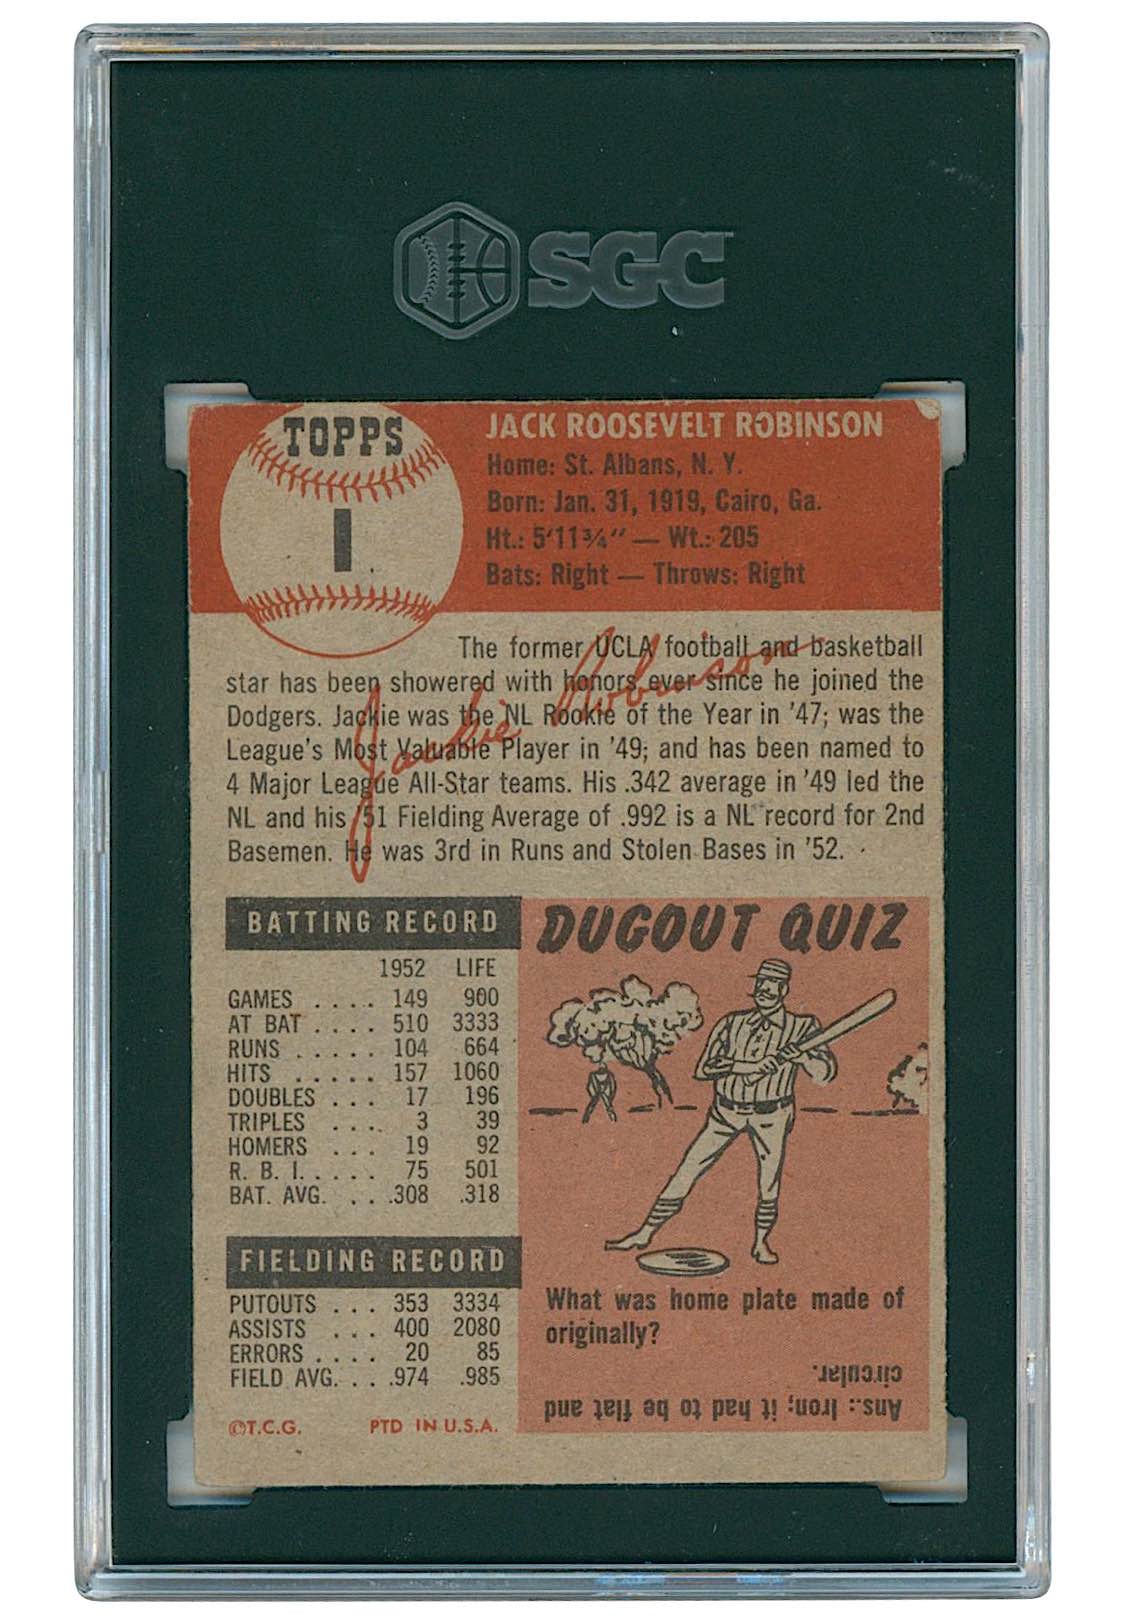 SGC
TOPPS
1
JACK ROOSEVELT ROBINSON
Home: St. Albans, N. Y.
Born: Jan. 31, 1919, Cairo, Ga.
Ht.: 5'11¾" — Wt.: 205
Bats: Right — Throws: Right
The former UCLA football and basketball
star has been showered with honors ever since he joined the
Dodgers. Jackie was the NL Rookie of the Year in '47; was the
League's Most Valuable Player in '49; and has been named to
4 Major League All-Star teams. His .342 average in '49 led the
NL and his '51 Fielding Average of .992 is a NL record for 2nd
Basemen. He was 3rd in Runs and Stolen Bases in '52.
Jackie Robinson
BATTING RECORD
1952 LIFE
GAMES .... 149 900
AT BAT .... 510 3333
RUNS ..... 104 664
HITS ..... 157 1060
DOUBLES ... 17 196
TRIPLES .... 3 39
HOMERS ... 19 92
R. B. I. .... 75 501
BAT. AVG. ...308 .318
FIELDING RECORD
PUTOUTS ... 353 3334
ASSISTS ... 400 2080
ERRORS .... 20 85
FIELD AVG. ...974 .985
©T.C.G. PTD IN U.S.A.
DUGOUT QUIZ
What was home plate made of
originally?
Ans.: Iron; it had to be flat and
circular.